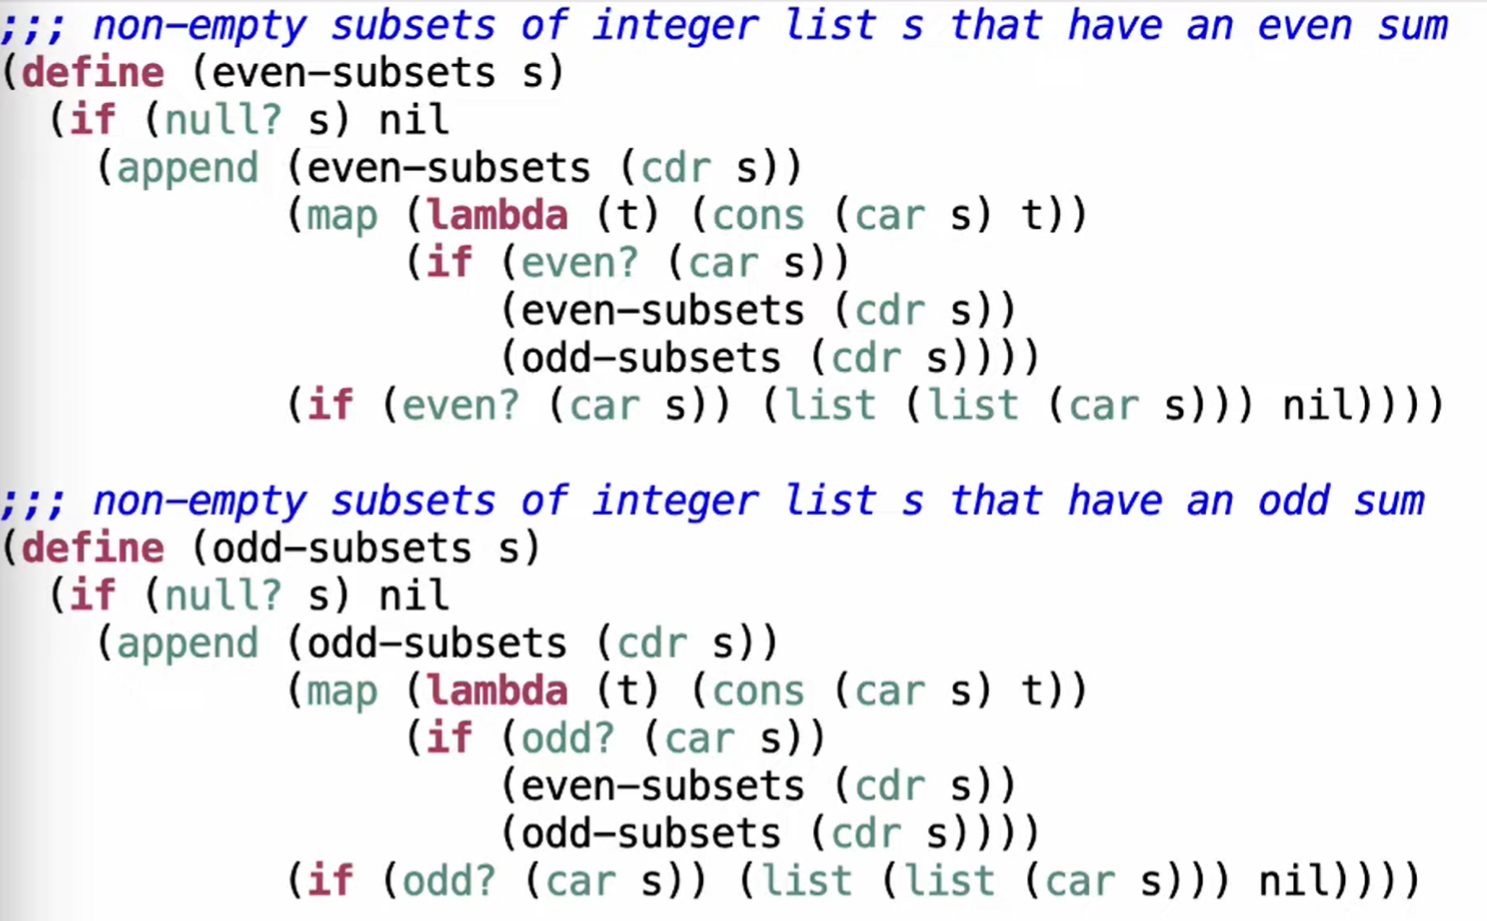 ;;; non-empty subsets of integer list s that have an even sum
(define (even-subsets s)
  (if (null? s) nil
    (append (even-subsets (cdr s))
            (map (lambda (t) (cons (car s) t))
                 (if (even? (car s))
                     (even-subsets (cdr s))
                     (odd-subsets (cdr s))))
            (if (even? (car s)) (list (list (car s))) nil))))

;;; non-empty subsets of integer list s that have an odd sum
(define (odd-subsets s)
  (if (null? s) nil
    (append (odd-subsets (cdr s))
            (map (lambda (t) (cons (car s) t))
                 (if (odd? (car s))
                     (even-subsets (cdr s))
                     (odd-subsets (cdr s))))
            (if (odd? (car s)) (list (list (car s))) nil))))